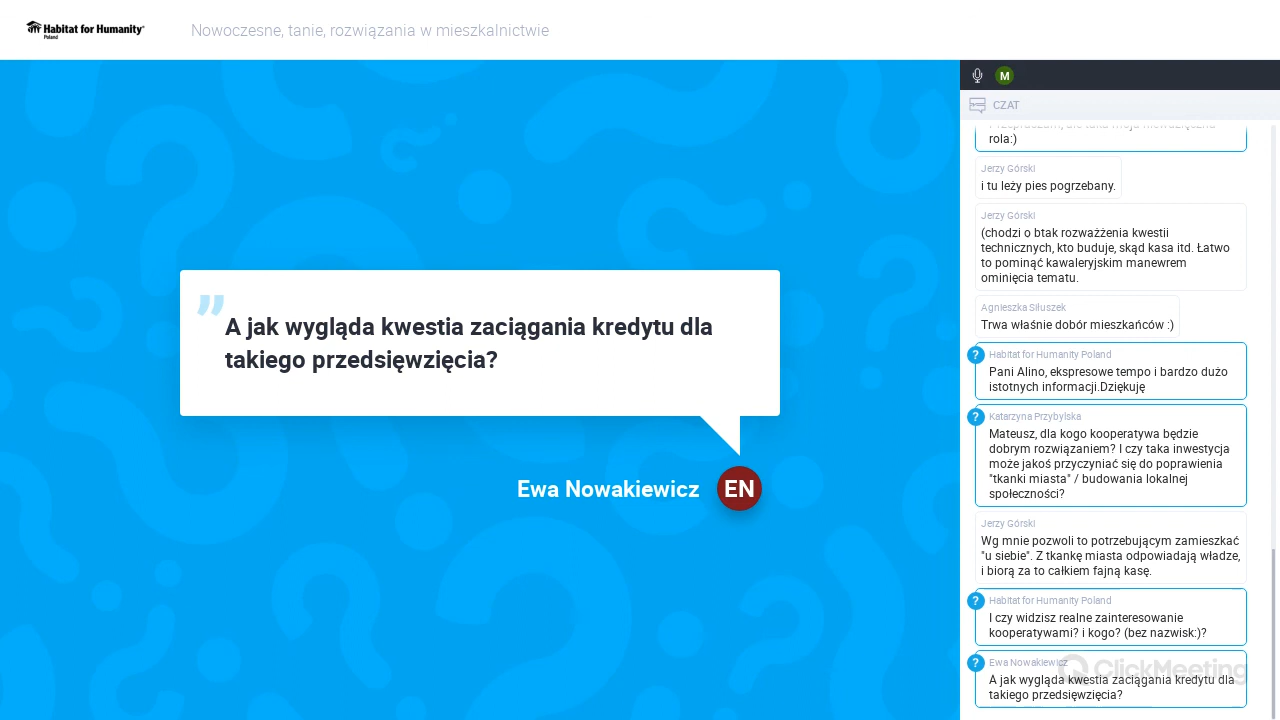 Habitat for Humanity®
Poland
Nowoczesne, tanie, rozwiązania w mieszkalnictwie
”
A jak wygląda kwestia zaciągania kredytu dla
takiego przedsięwzięcia?
Ewa Nowakiewicz
EN
M
CZAT
rola:)
Jerzy Górski
i tu leży pies pogrzebany.
Jerzy Górski
(chodzi o btak rozważżenia kwestii
technicznych, kto buduje, skąd kasa itd. Łatwo
to pominąć kawaleryjskim manewrem
ominięcia tematu.
Agnieszka Siłuszek
Trwa właśnie dobór mieszkańców :)
?
Habitat for Humanity Poland
Pani Alino, ekspresowe tempo i bardzo dużo
istotnych informacji.Dziękuję
?
Katarzyna Przybylska
Mateusz, dla kogo kooperatywa będzie
dobrym rozwiązaniem? I czy taka inwestycja
może jakoś przyczyniać się do poprawienia
"tkanki miasta" / budowania lokalnej
społeczności?
Jerzy Górski
Wg mnie pozwoli to potrzebującym zamieszkać
"u siebie". Z tkankę miasta odpowiadają władze,
i biorą za to całkiem fajną kasę.
?
Habitat for Humanity Poland
I czy widzisz realne zainteresowanie
kooperatywami? i kogo? (bez nazwisk:)?
?
Ewa Nowakiewicz
A jak wygląda kwestia zaciągania kredytu dla
takiego przedsięwzięcia?
ClickMeeting